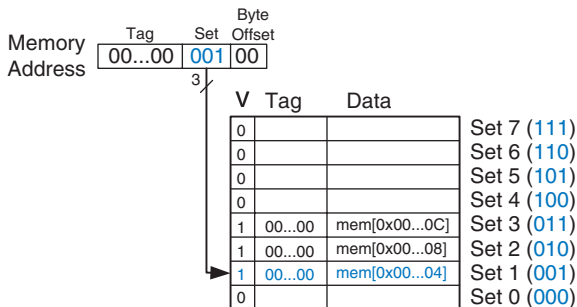 Byte
Tag Set Offset
Memory Address 00...00 001 00
3
V Tag Data
0 Set 7 (111)
0 Set 6 (110)
0 Set 5 (101)
0 Set 4 (100)
1 00...00 mem[0x00...0C] Set 3 (011)
1 00...00 mem[0x00...08] Set 2 (010)
1 00...00 mem[0x00...04] Set 1 (001)
0 Set 0 (000)